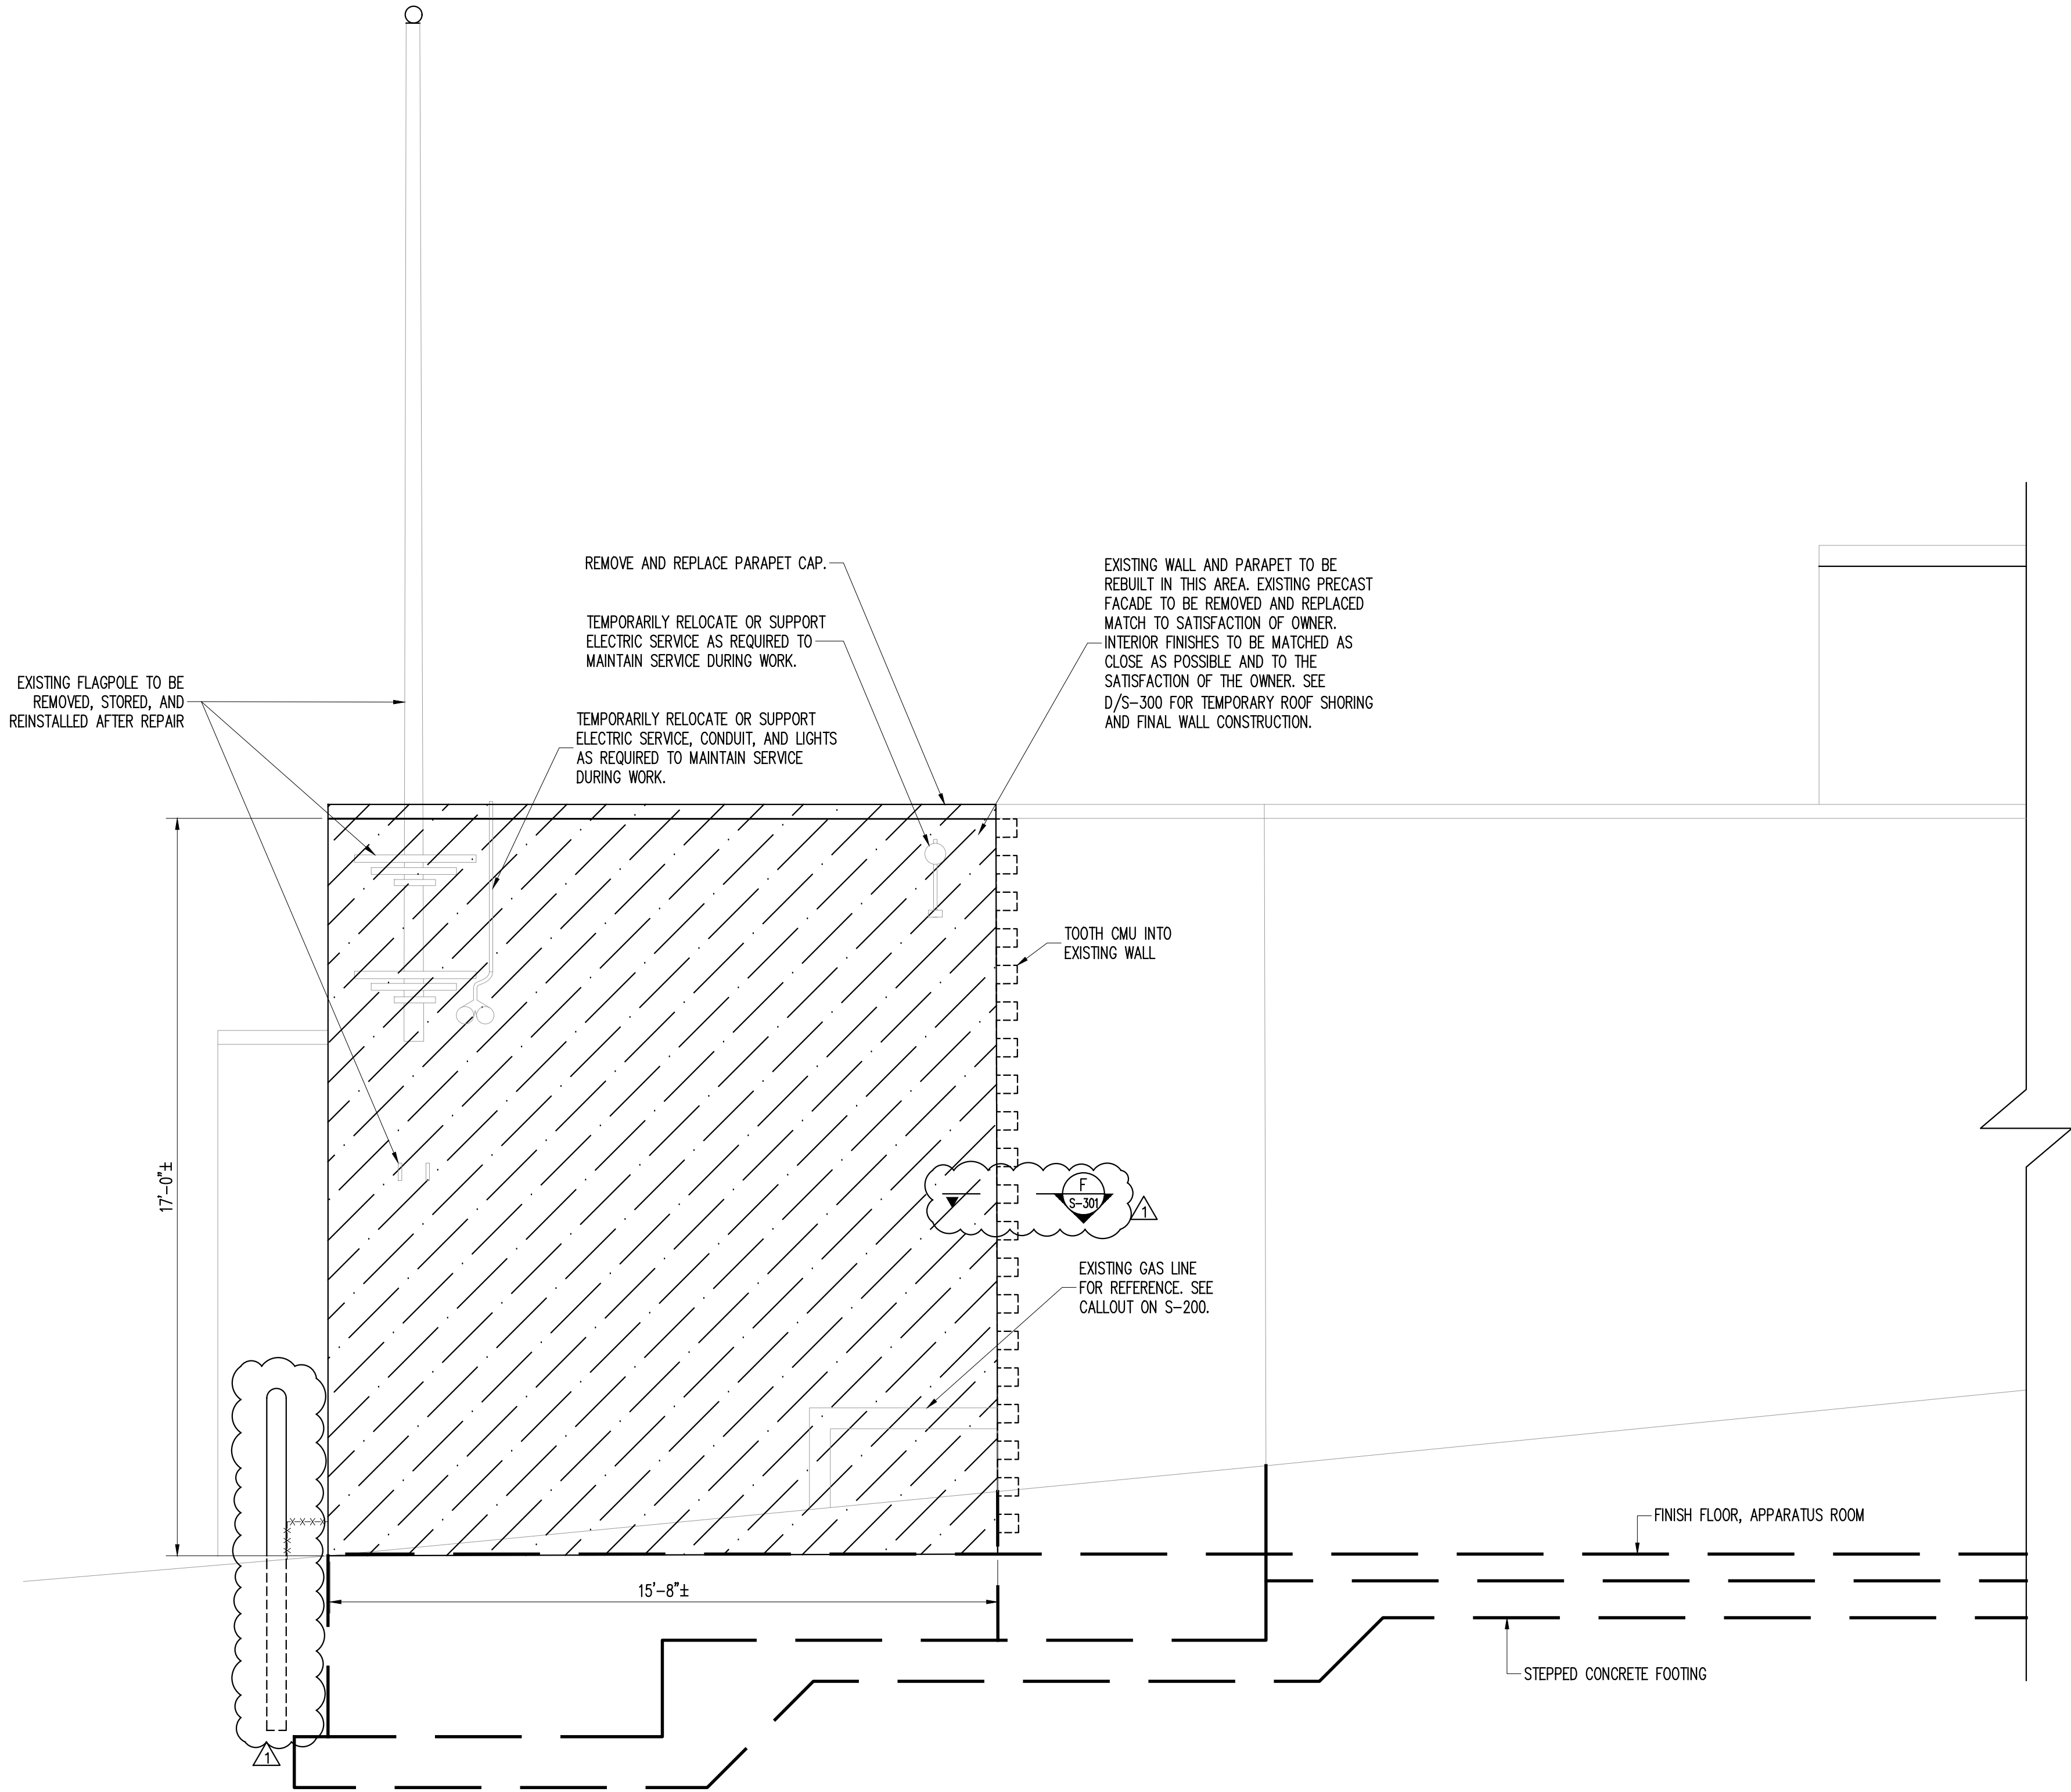 REMOVE AND REPLACE PARAPET CAP.
TEMPORARILY RELOCATE OR SUPPORT
ELECTRIC SERVICE AS REQUIRED TO
MAINTAIN SERVICE DURING WORK.
EXISTING WALL AND PARAPET TO BE
REBUILT IN THIS AREA. EXISTING PRECAST
FACADE TO BE REMOVED AND REPLACED
MATCH TO SATISFACTION OF OWNER.
INTERIOR FINISHES TO BE MATCHED AS
CLOSE AS POSSIBLE AND TO THE
SATISFACTION OF THE OWNER. SEE
D/S-300 FOR TEMPORARY ROOF SHORING
AND FINAL WALL CONSTRUCTION.
EXISTING FLAGPOLE TO BE
REMOVED, STORED, AND
REINSTALLED AFTER REPAIR
TEMPORARILY RELOCATE OR SUPPORT
ELECTRIC SERVICE, CONDUIT, AND LIGHTS
AS REQUIRED TO MAINTAIN SERVICE
DURING WORK.
TOOTH CMU INTO
EXISTING WALL
17'-0"±
F
S-301
1
EXISTING GAS LINE
FOR REFERENCE. SEE
CALLOUT ON S-200.
FINISH FLOOR, APPARATUS ROOM
15'-8"±
STEPPED CONCRETE FOOTING
1